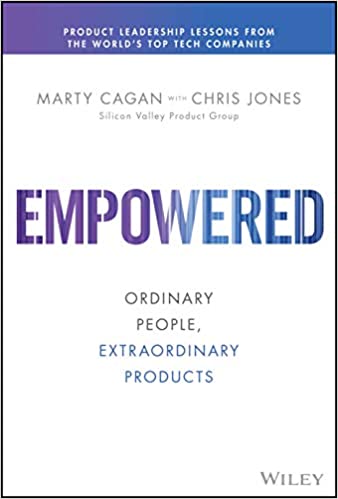 PRODUCT LEADERSHIP LESSONS FROM
THE WORLD'S TOP TECH COMPANIES
MARTY CAGAN WITH CHRIS JONES
Silicon Valley Product Group
EMPOWERED
ORDINARY
PEOPLE,
EXTRAORDINARY
PRODUCTS
WILEY